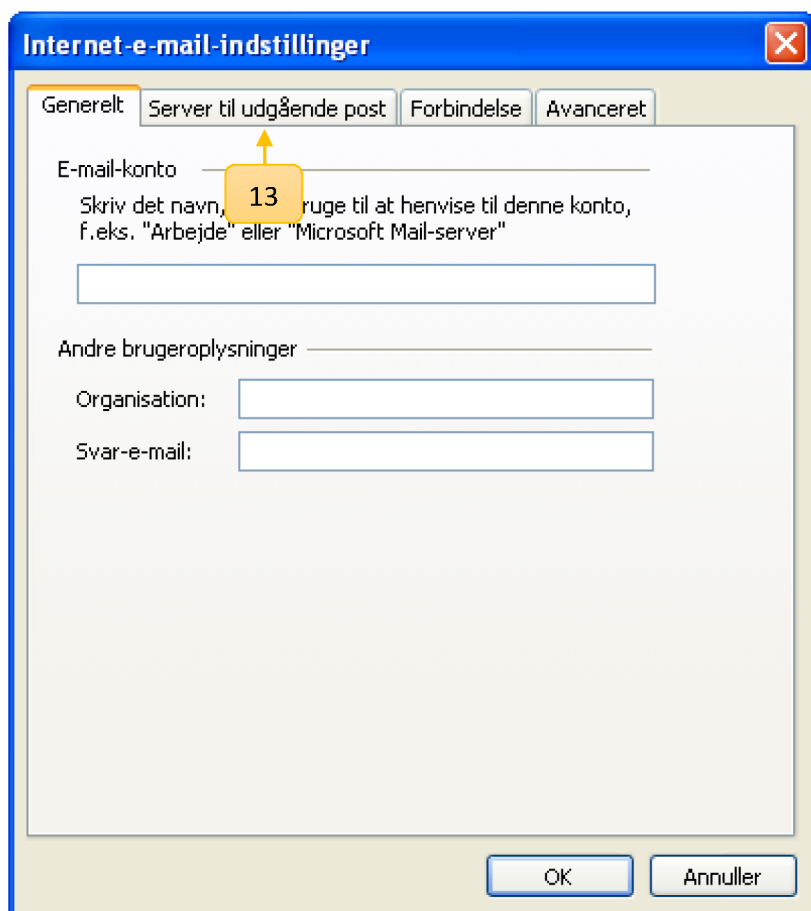 Internet-e-mail-indstillinger
Generelt
Server til udgående post
Forbindelse
Avanceret
E-mail-konto
13
Skriv det navn, ruge til at henvise til denne konto,
f.eks. "Arbejde" eller "Microsoft Mail-server"
Andre brugeroplysninger
Organisation:
Svar-e-mail:
OK
Annuller